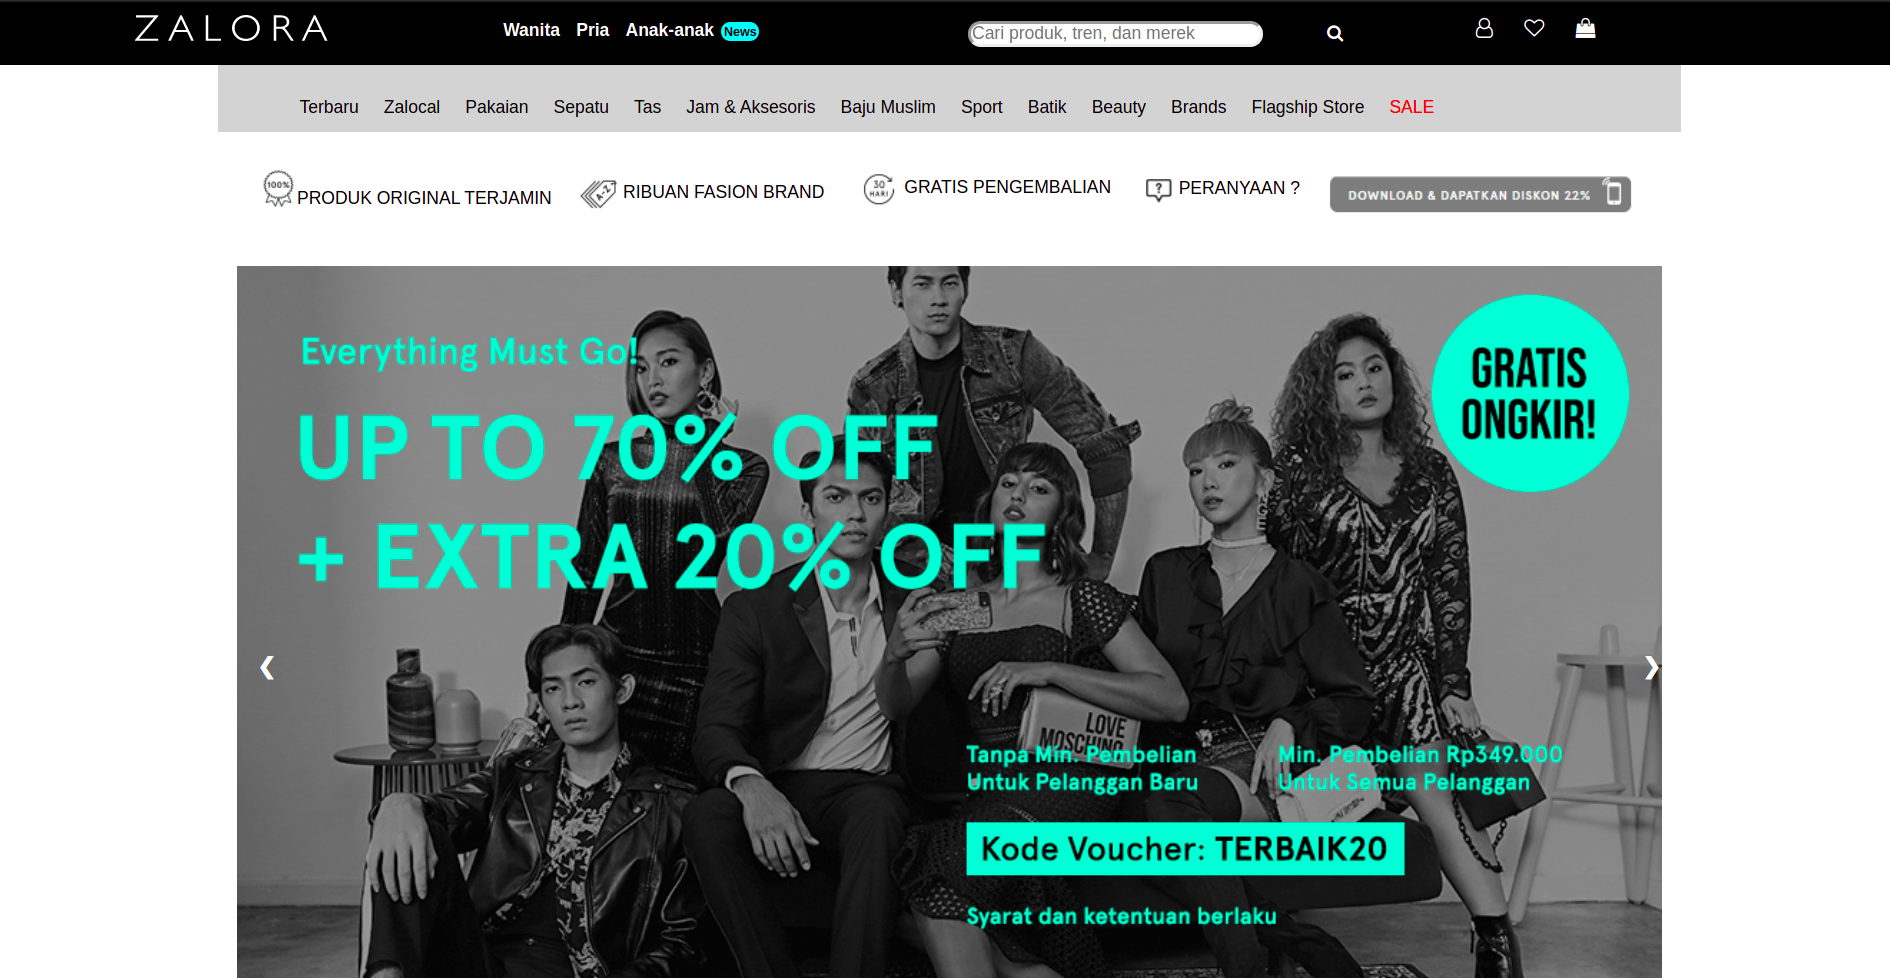 ZALORA
Wanita Pria Anak-anak News
Cari produk, tren, dan merek
Terbaru Zalocal Pakaian Sepatu Tas Jam & Aksesoris Baju Muslim Sport Batik Beauty Brands Flagship Store SALE
100% PRODUK ORIGINAL TERJAMIN
A-Z RIBUAN FASION BRAND
30 HARI GRATIS PENGEMBALIAN
? PERANYAAN ?
DOWNLOAD & DAPATKAN DISKON 22%
Everything Must Go!
UP TO 70% OFF
+ EXTRA 20% OFF
GRATIS
ONGKIR!
LOVE
MOSCHINO
Tanpa Min. Pembelian
Untuk Pelanggan Baru
Min. Pembelian Rp349.000
Untuk Semua Pelanggan
Kode Voucher: TERBAIK20
Syarat dan ketentuan berlaku